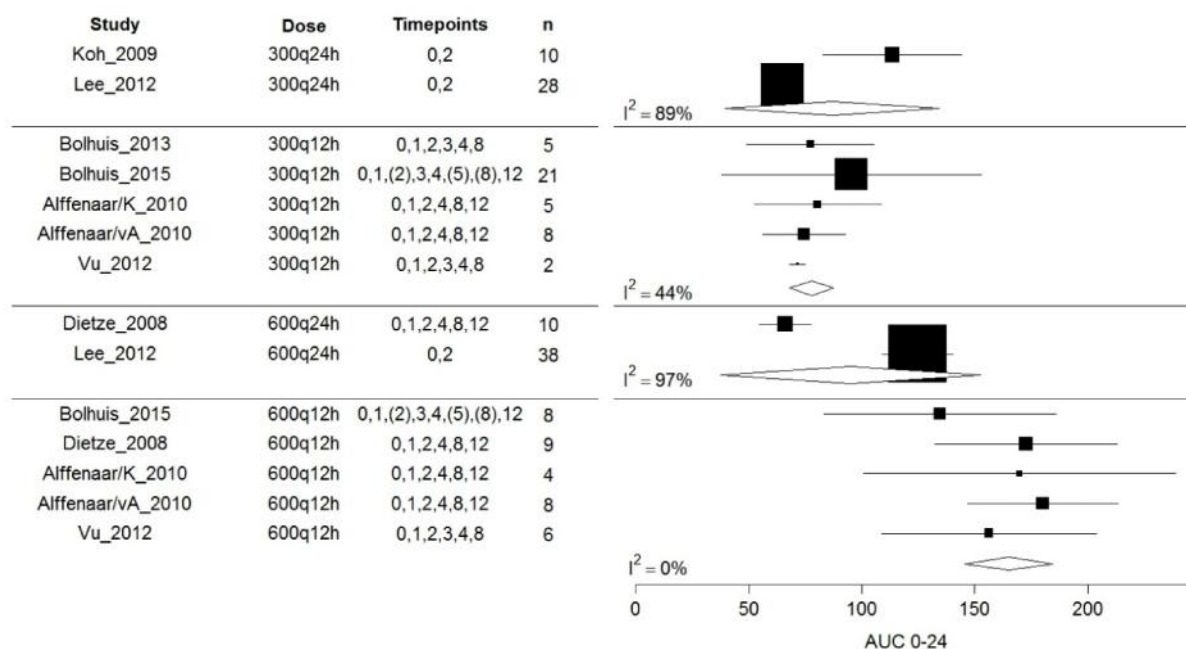 Study Dose Timepoints n
Koh_2009 300q24h 0,2 10
Lee_2012 300q24h 0,2 28
I² = 89%
Bolhuis_2013 300q12h 0,1,2,3,4,8 5
Bolhuis_2015 300q12h 0,1,(2),3,4,(5),(8),12 21
Alffenaar/K_2010 300q12h 0,1,2,4,8,12 5
Alffenaar/vA_2010 300q12h 0,1,2,4,8,12 8
Vu_2012 300q12h 0,1,2,3,4,8 2
I² = 44%
Dietze_2008 600q24h 0,1,2,4,8,12 10
Lee_2012 600q24h 0,2 38
I² = 97%
Bolhuis_2015 600q12h 0,1,(2),3,4,(5),(8),12 8
Dietze_2008 600q12h 0,1,2,4,8,12 9
Alffenaar/K_2010 600q12h 0,1,2,4,8,12 4
Alffenaar/vA_2010 600q12h 0,1,2,4,8,12 8
Vu_2012 600q12h 0,1,2,3,4,8 6
I² = 0%
0 50 100 150 200
AUC 0-24